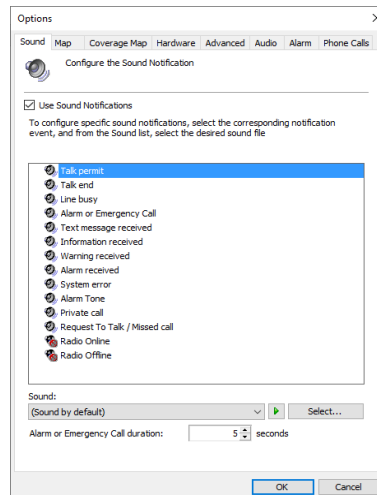 Options
Sound Map Coverage Map Hardware Advanced Audio Alarm Phone Calls
Configure the Sound Notification
Use Sound Notifications
To configure specific sound notifications, select the corresponding notification
event, and from the Sound list, select the desired sound file
Talk permit
Talk end
Line busy
Alarm or Emergency Call
Text message received
Information received
Warning received
Alarm received
System error
Alarm Tone
Private call
Request To Talk / Missed call
Radio Online
Radio Offline
Sound:
(Sound by default) Select...
Alarm or Emergency Call duration: 5 seconds
OK Cancel